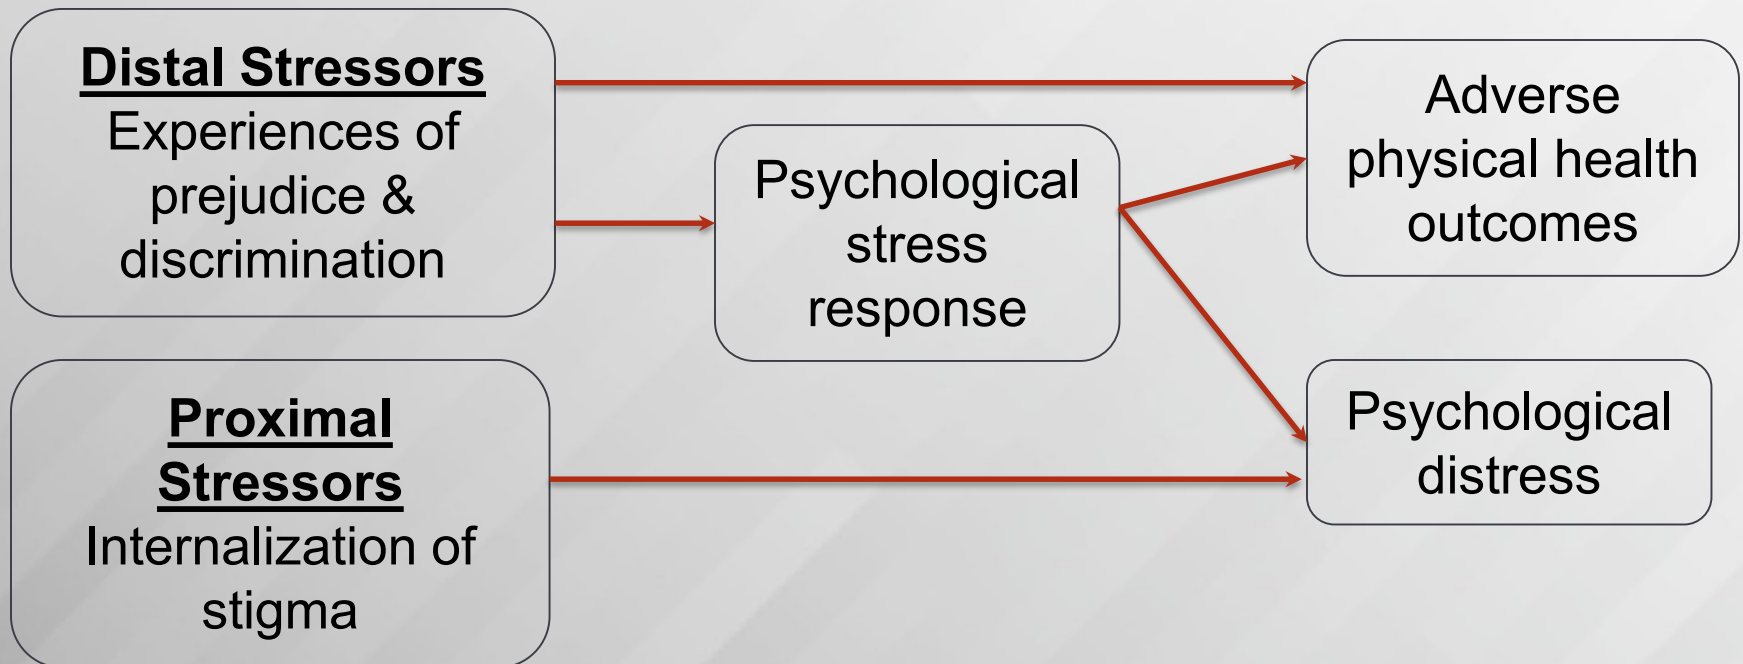 Distal Stressors
Experiences of
prejudice &
discrimination
Psychological
stress
response
Adverse
physical health
outcomes
Proximal
Stressors
Internalization of
stigma
Psychological
distress